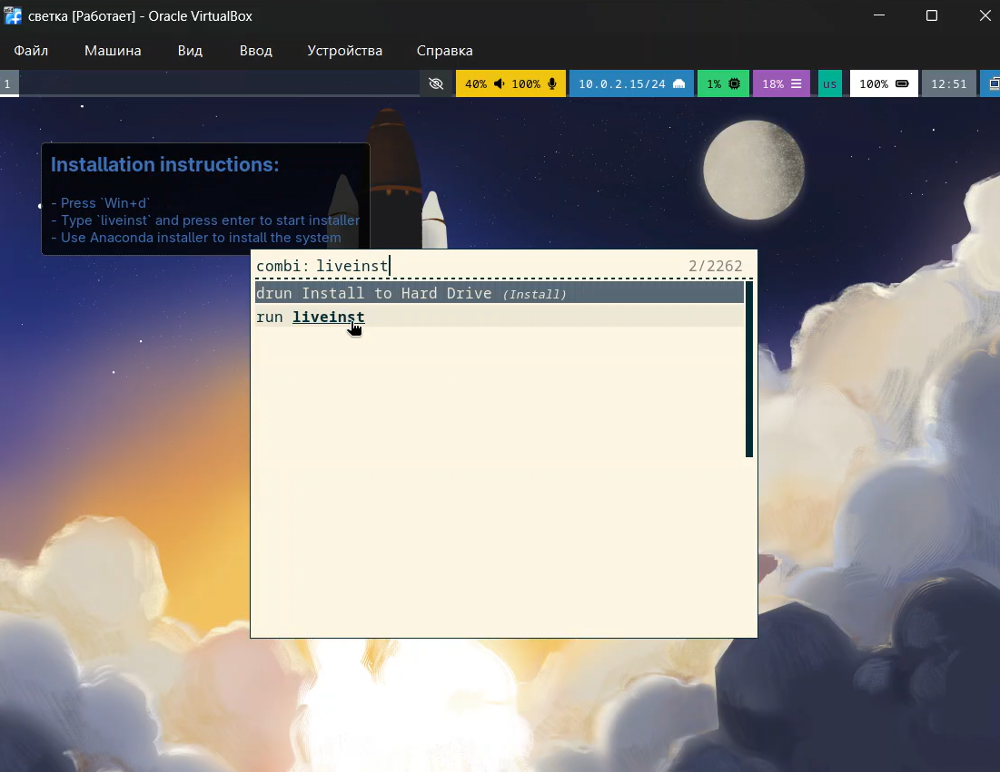 светка [Работает] - Oracle VirtualBox
Файл Машина Вид Ввод Устройства Справка
1 40% 100% 10.0.2.15/24 1% 18% us 100% 12:51
Installation instructions:
- Press `Win+d`
- Type `liveinst` and press enter to start installer
- Use Anaconda installer to install the system
combi: liveinst 2/2262
drun Install to Hard Drive (Install)
run liveinst